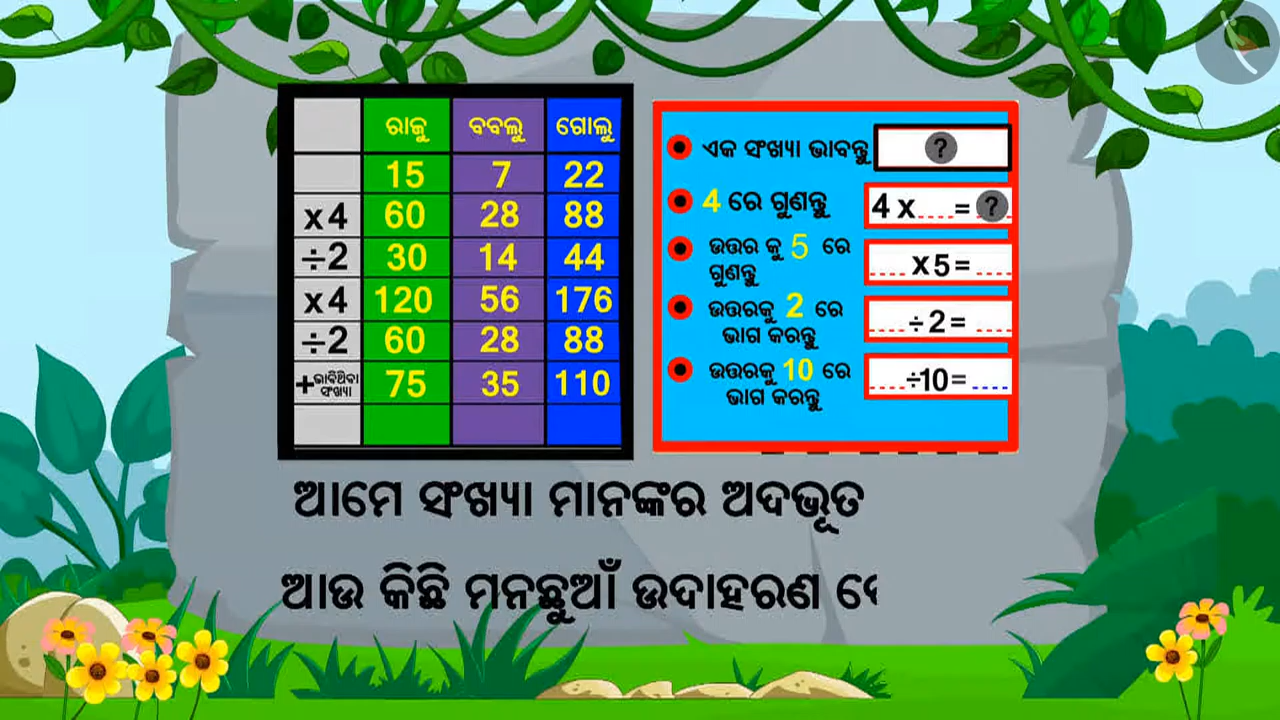 ରାଜୁ ବବଲୁ ଗୋଲୁ
15 7 22
x4 60 28 88
÷2 30 14 44
x4 120 56 176
÷2 60 28 88
+ଭାବିଥିବା ସଂଖ୍ୟା 75 35 110
ଏକ ସଂଖ୍ୟା ଭାବନ୍ତୁ ?
4 ରେ ଗୁଣନ୍ତୁ 4 x....=?
ଉତ୍ତର କୁ 5 ରେ
ଗୁଣନ୍ତୁ
.... x5= ....
ଉତ୍ତରକୁ 2 ରେ
ଭାଗ କରନ୍ତୁ
....÷2=....
ଉତ୍ତରକୁ 10 ରେ
ଭାଗ କରନ୍ତୁ
....÷10=....
ଆମେ ସଂଖ୍ୟା ମାନଙ୍କର ଅଦଭୂତ
ଆଉ କିଛି ମନଛୁଆଁ ଉଦାହରଣ